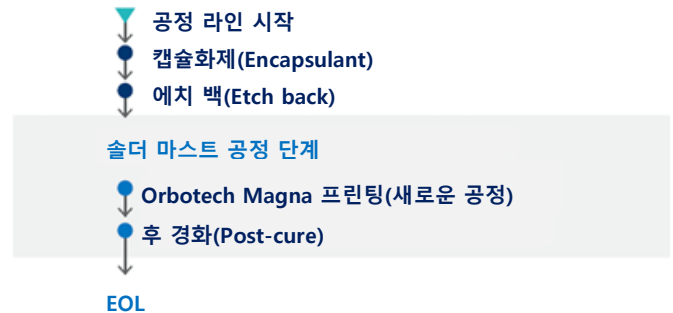 공정 라인 시작
캡슐화제(Encapsulant)
에치 백(Etch back)
솔더 마스트 공정 단계
Orbotech Magna 프린팅(새로운 공정)
후 경화(Post-cure)
EOL